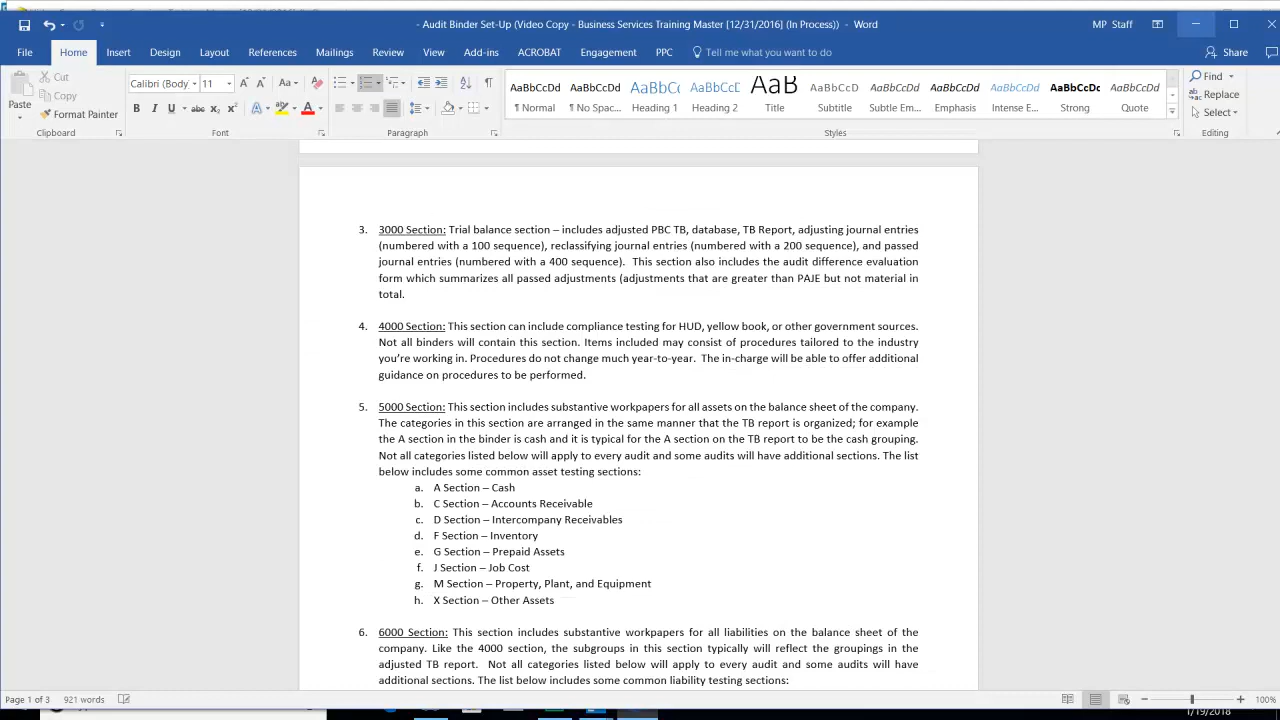 - Audit Binder Set-Up (Video Copy - Business Services Training Master [12/31/2016] (In Process)) - Word
MP Staff
File Home Insert Design Layout References Mailings Review View Add-ins ACROBAT Engagement PPC Tell me what you want to do Share
Paste
Cut
Copy
Format Painter
Clipboard
Calibri (Body) 11
Font
Paragraph
AaBbCcDd AaBbCcDd AaBbCc AaBbCcE AaB AaBbCcD AaBbCcDd AaBbCcDd AaBbCcDd AaBbCcDc AaBbCcDd
¶ Normal ¶ No Spac... Heading 1 Heading 2 Title Subtitle Subtle Em... Emphasis Intense E... Strong Quote
Styles
Find
Replace
Select
Editing
3. 3000 Section: Trial balance section – includes adjusted PBC TB, database, TB Report, adjusting journal entries
(numbered with a 100 sequence), reclassifying journal entries (numbered with a 200 sequence), and passed
journal entries (numbered with a 400 sequence). This section also includes the audit difference evaluation
form which summarizes all passed adjustments (adjustments that are greater than PAJE but not material in
total.
4. 4000 Section: This section can include compliance testing for HUD, yellow book, or other government sources.
Not all binders will contain this section. Items included may consist of procedures tailored to the industry
you're working in. Procedures do not change much year-to-year. The in-charge will be able to offer additional
guidance on procedures to be performed.
5. 5000 Section: This section includes substantive workpapers for all assets on the balance sheet of the company.
The categories in this section are arranged in the same manner that the TB report is organized; for example
the A section in the binder is cash and it is typical for the A section on the TB report to be the cash grouping.
Not all categories listed below will apply to every audit and some audits will have additional sections. The list
below includes some common asset testing sections:
a. A Section – Cash
b. C Section – Accounts Receivable
c. D Section – Intercompany Receivables
d. F Section – Inventory
e. G Section – Prepaid Assets
f. J Section – Job Cost
g. M Section – Property, Plant, and Equipment
h. X Section – Other Assets
6. 6000 Section: This section includes substantive workpapers for all liabilities on the balance sheet of the
company. Like the 4000 section, the subgroups in this section typically will reflect the groupings in the
adjusted TB report. Not all categories listed below will apply to every audit and some audits will have
additional sections. The list below includes some common liability testing sections:
Page 1 of 3 921 words 100%
1/19/2018